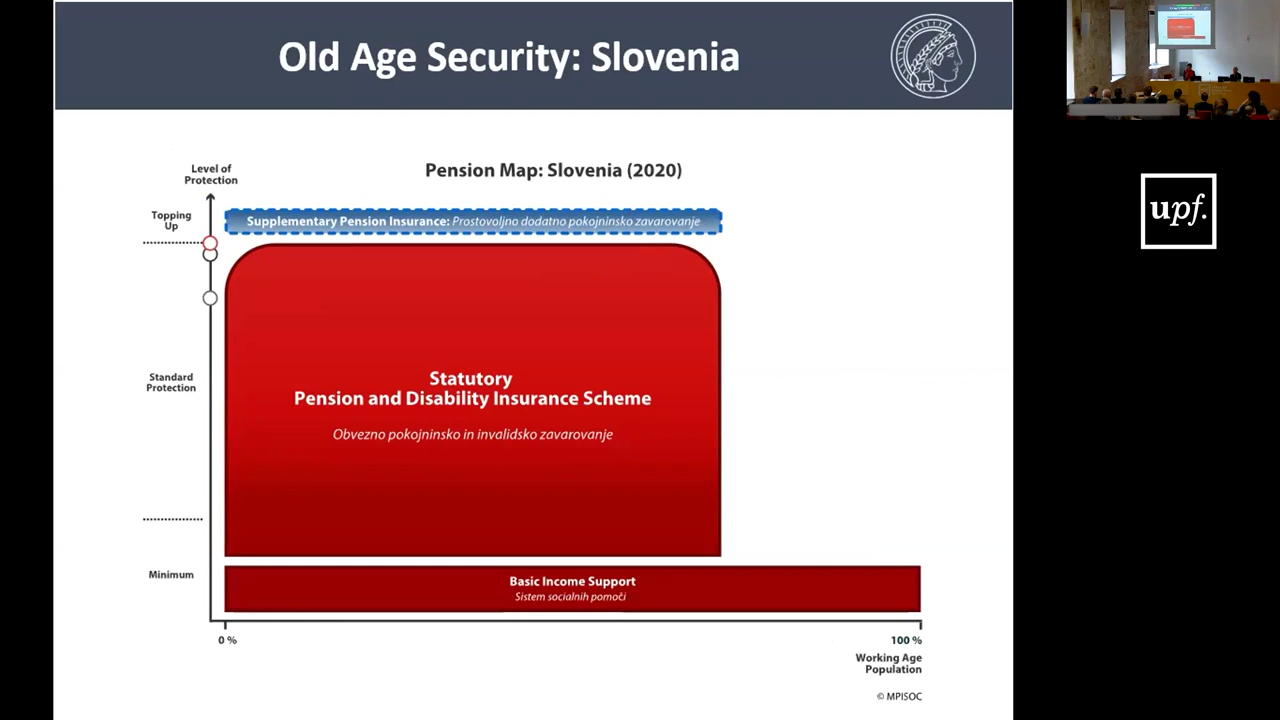 Old Age Security: Slovenia
Pension Map: Slovenia (2020)
Level of
Protection
Topping
Up
Supplementary Pension Insurance: Prostovoljno dodatno pokojninsko zavarovanje
Standard
Protection
Statutory
Pension and Disability Insurance Scheme
Obvezno pokojninsko in invalidsko zavarovanje
Minimum
Basic Income Support
Sistem socialnih pomoči
0 %
100 %
Working Age
Population
© MPISOC
upf.